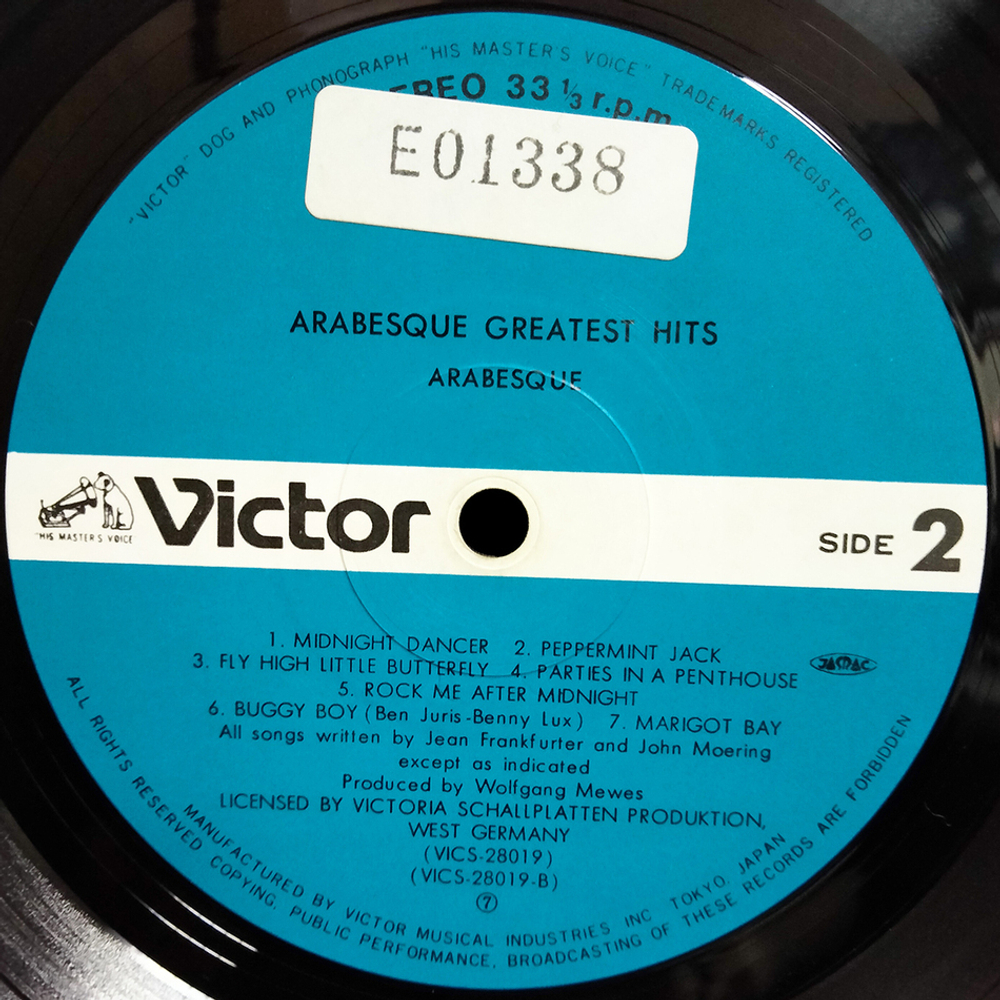 "VICTOR" DOG AND PHONOGRAPH "HIS MASTER'S VOICE" TRADEMARKS REGISTERED
33 1/3 r.p.m
E01338
ARABESQUE GREATEST HITS
ARABESQUE
"HIS MASTER'S VOICE"
Victor
SIDE 2
1. MIDNIGHT DANCER 2. PEPPERMINT JACK
3. FLY HIGH LITTLE BUTTERFLY 4. PARTIES IN A PENTHOUSE
JASRAC
5. ROCK ME AFTER MIDNIGHT
6. BUGGY BOY (Ben Juris-Benny Lux) 7. MARIGOT BAY
All songs written by Jean Frankfurter and John Moering
except as indicated
Produced by Wolfgang Mewes
LICENSED BY VICTORIA SCHALLPLATTEN PRODUKTION,
WEST GERMANY
(VICS-28019)
(VICS-28019-B)
⑦
MANUFACTURED BY VICTOR MUSICAL INDUSTRIES, INC. TOKYO, JAPAN
ALL RIGHTS RESERVED COPYING, PUBLIC PERFORMANCE, BROADCASTING OF THESE RECORDS ARE FORBIDDEN